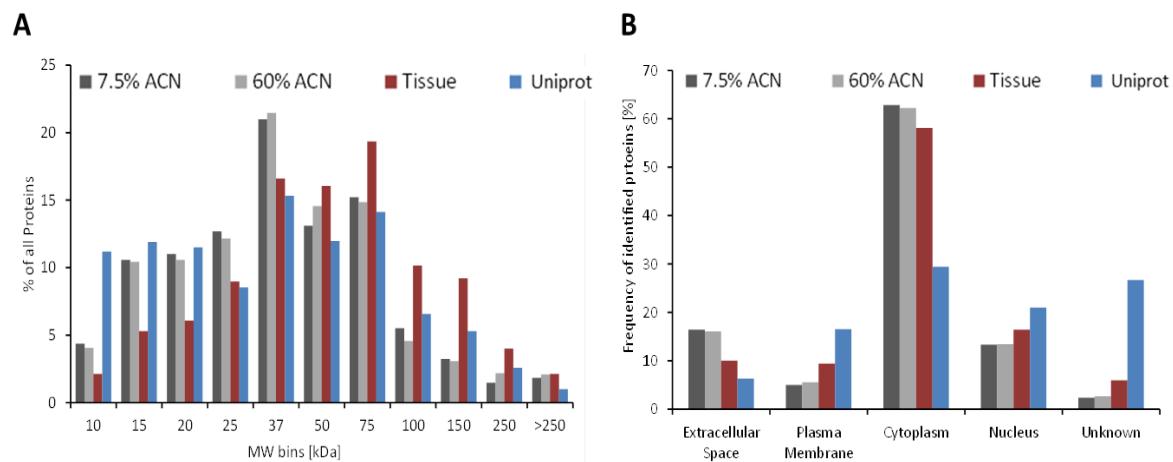 A
25
20
15
10
5
0
% of all Proteins
7.5% ACN 60% ACN Tissue Uniprot
10 15 20 25 37 50 75 100 150 250 >250
MW bins [kDa]
B
70
60
50
40
30
20
10
0
Frequency of identified prtoeins [%]
7.5% ACN 60% ACN Tissue Uniprot
Extracellular Space
Plasma Membrane
Cytoplasm
Nucleus
Unknown